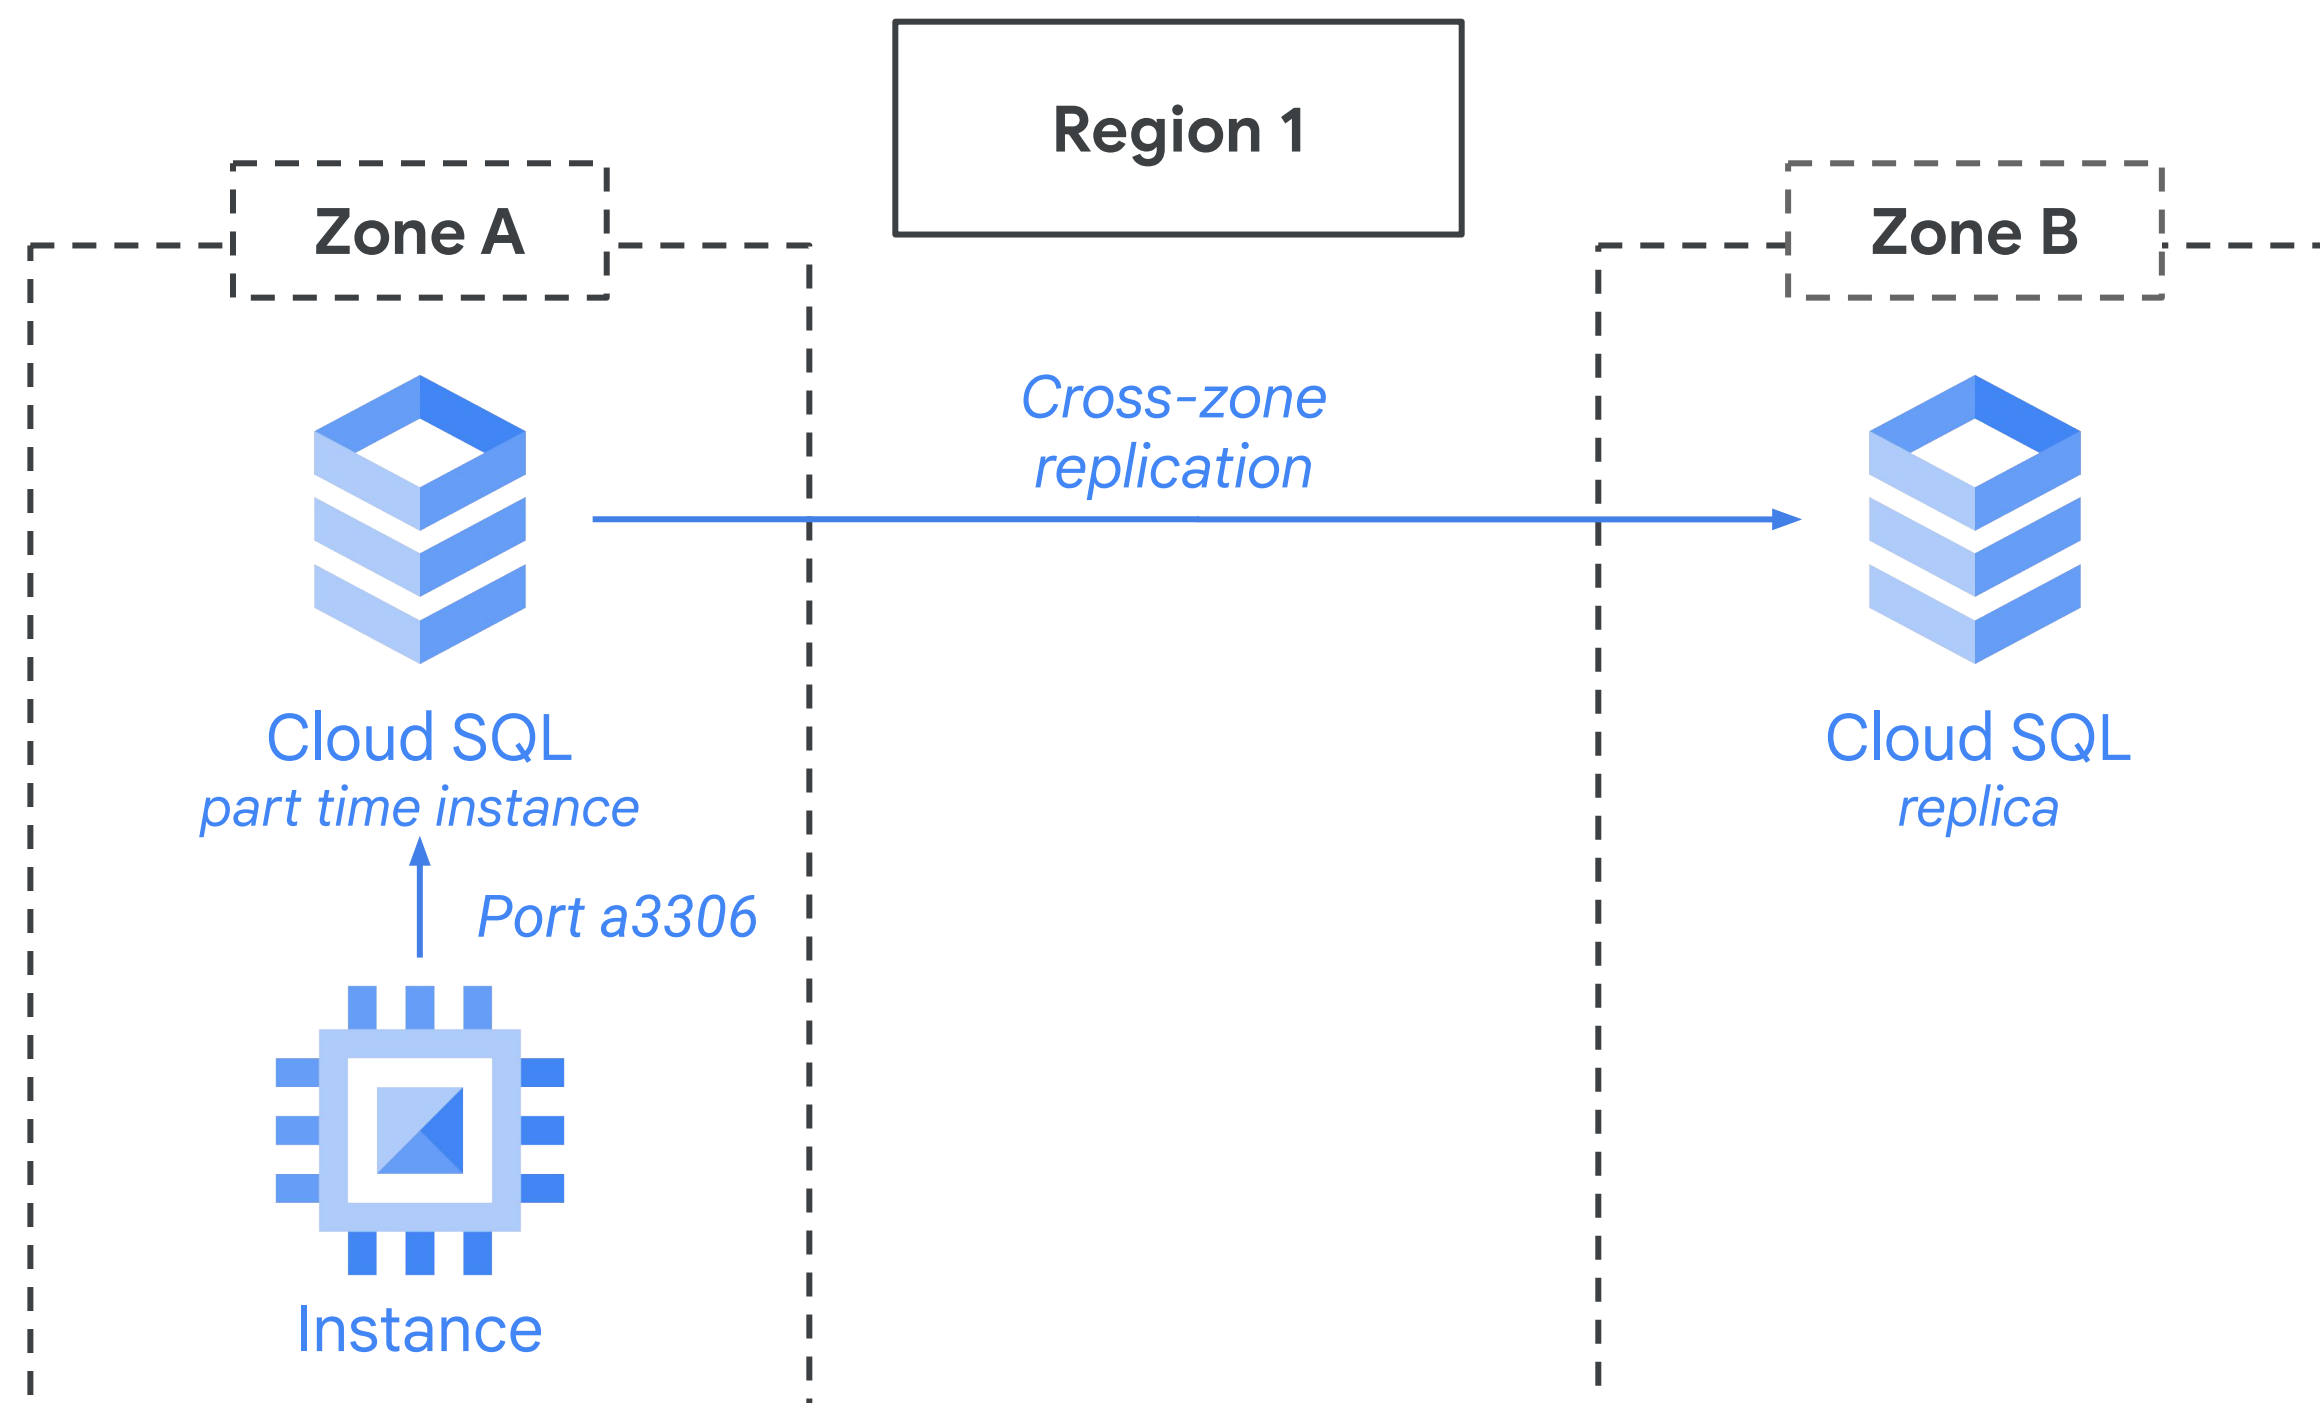 Region 1
Zone A
Zone B
Cross-zone
replication
Cloud SQL
part time instance
Cloud SQL
replica
Port a3306
Instance